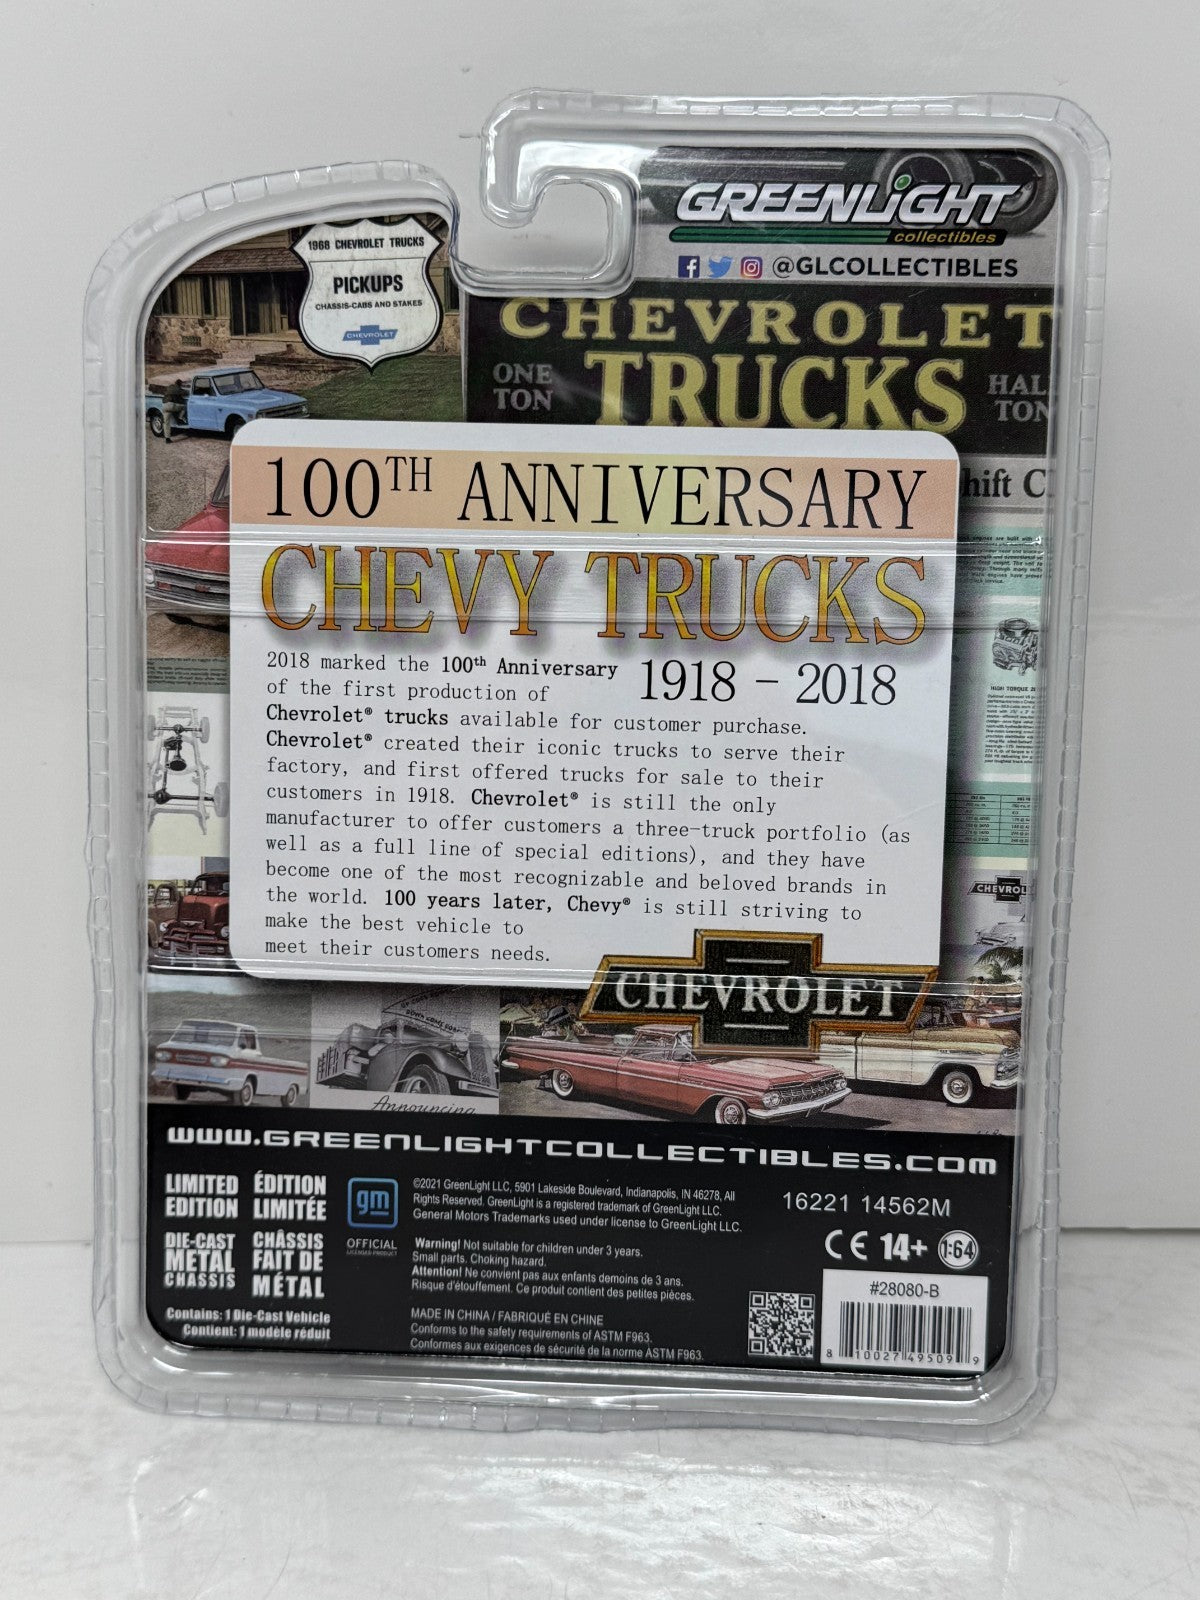 GREENLIGHT
collectibles
@GLCOLLECTIBLES
1968 CHEVROLET TRUCKS
PICKUPS
CHASSIS-CABS AND STAKES
CHEVROLET
CHEVROLET
TRUCKS
ONE
TON
HAL
TON
hift C
100TH ANNIVERSARY
CHEVY TRUCKS
1918 - 2018
2018 marked the 100th Anniversary
of the first production of
Chevrolet® trucks available for customer purchase.
Chevrolet® created their iconic trucks to serve their
factory, and first offered trucks for sale to their
customers in 1918. Chevrolet® is still the only
manufacturer to offer customers a three-truck portfolio (as
well as a full line of special editions), and they have
become one of the most recognizable and beloved brands in
the world. 100 years later, Chevy® is still striving to
make the best vehicle to
meet their customers needs.
HIGH TORQUE
CHEVROL
CHEVROLET
Announcing
www.GREENLIGHTCOLLECTIBLES.com
LIMITED
EDITION
ÉDITION
LIMITÉE
DIE-CAST
METAL
CHASSIS
CHÂSSIS
FAIT DE
MÉTAL
Contains: 1 Die-Cast Vehicle
Contient: 1 modèle réduit
gm
OFFICIAL
LICENSED PRODUCT
©2021 GreenLight LLC, 5901 Lakeside Boulevard, Indianapolis, IN 46278, All
Rights Reserved. GreenLight is a registered trademark of GreenLight LLC.
General Motors Trademarks used under license to GreenLight LLC.
Warning! Not suitable for children under 3 years.
Small parts. Choking hazard.
Attention! Ne convient pas aux enfants demoins de 3 ans.
Risque d'étouffement. Ce produit contient des petites pièces.
MADE IN CHINA / FABRIQUÉ EN CHINE
Conforms to the safety requirements of ASTM F963.
Conformes aux exigences de sécurité de la norme ASTM F963.
16221 14562M
CE 14+ 1:64
#28080-B
8 10027 49509 9